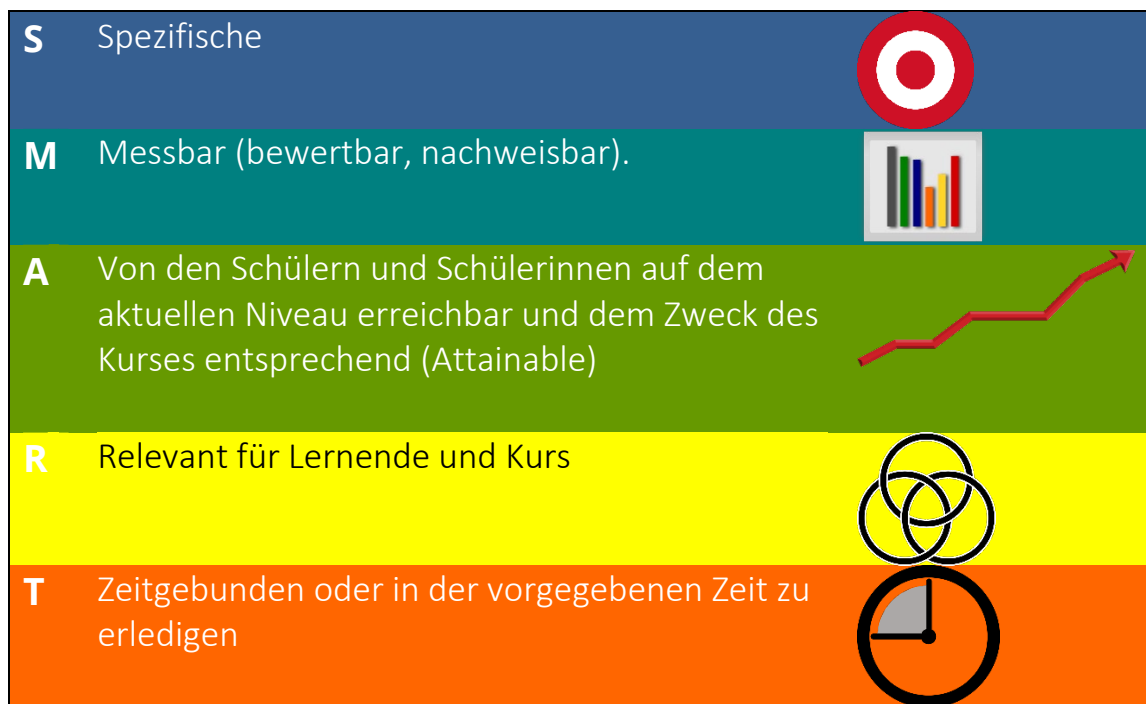 S Spezifische
M Messbar (bewertbar, nachweisbar).
A Von den Schülern und Schülerinnen auf dem
aktuellen Niveau erreichbar und dem Zweck des
Kurses entsprechend (Attainable)
R Relevant für Lernende und Kurs
T Zeitgebunden oder in der vorgegebenen Zeit zu
erledigen